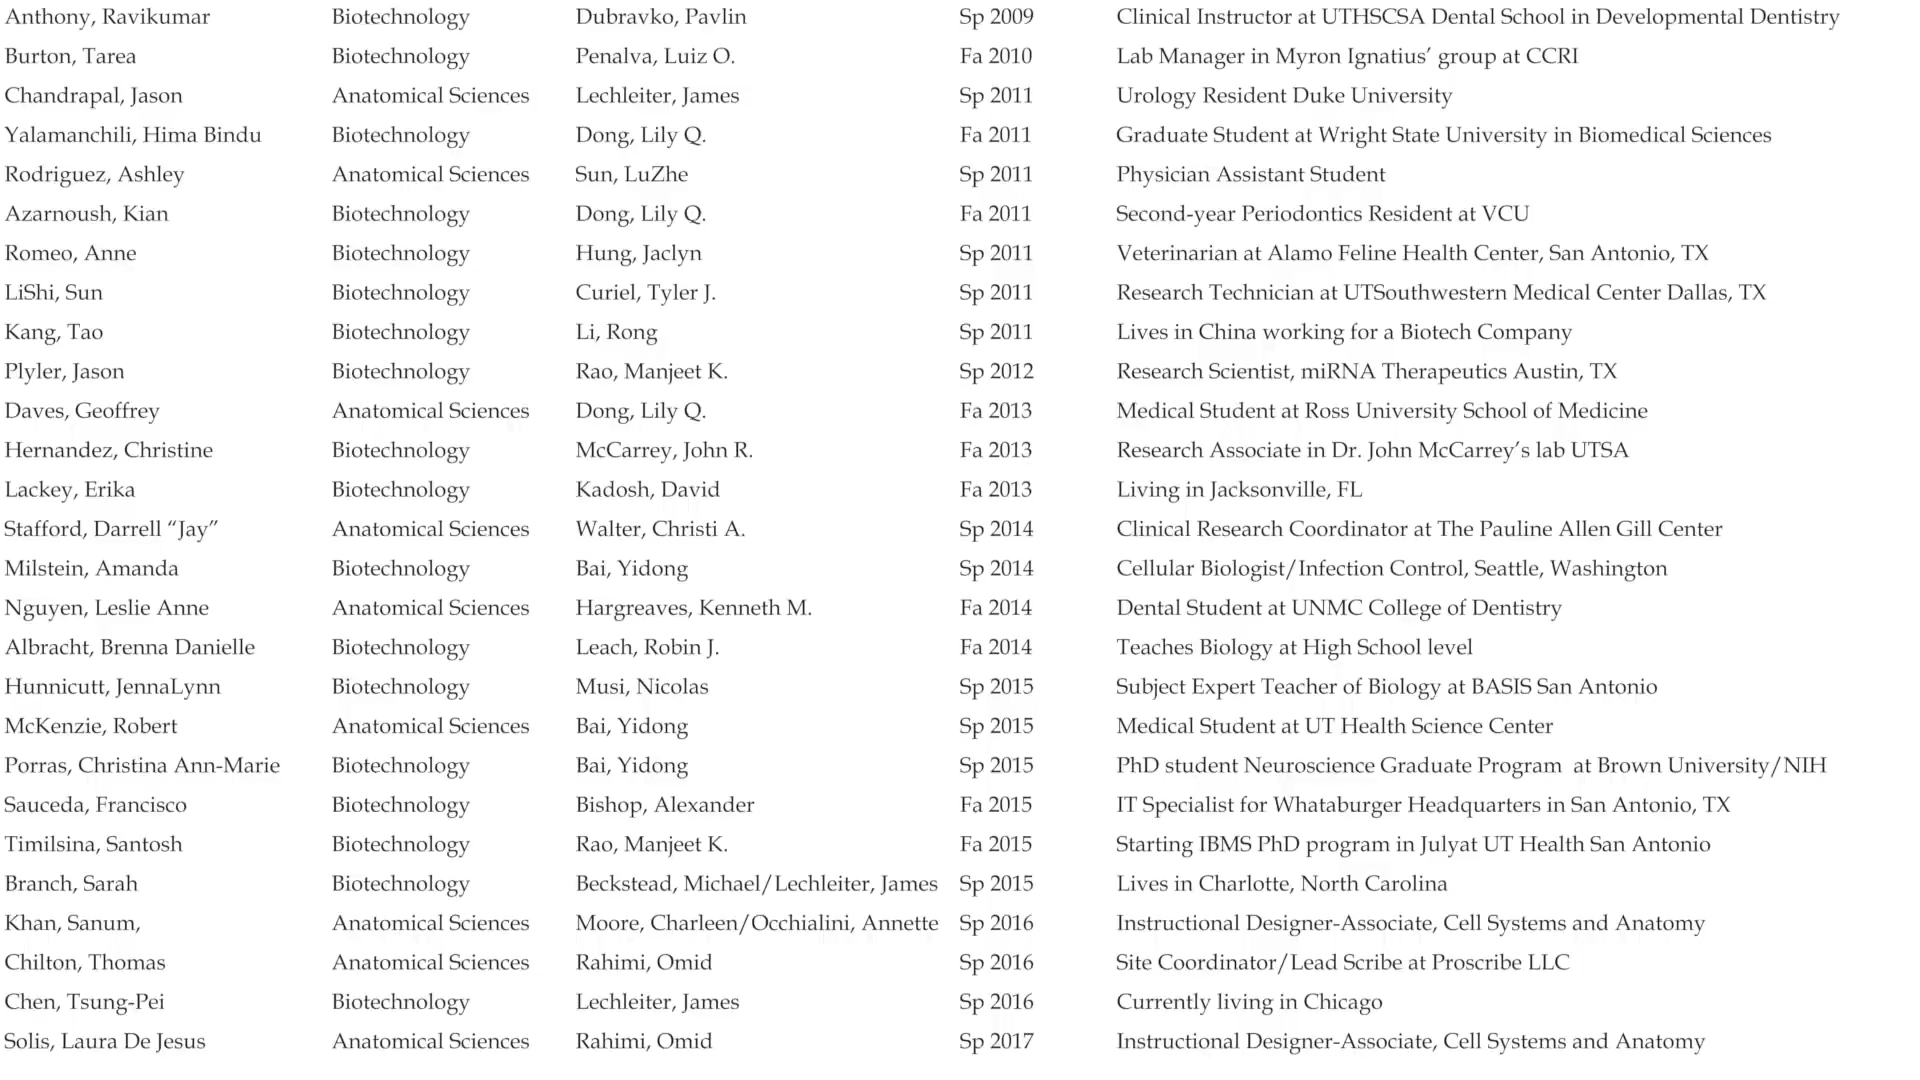 Anthony, Ravikumar Biotechnology Dubravko, Pavlin Sp 2009 Clinical Instructor at UTHSCSA Dental School in Developmental Dentistry
Burton, Tarea Biotechnology Penalva, Luiz O. Fa 2010 Lab Manager in Myron Ignatius’ group at CCRI
Chandrapal, Jason Anatomical Sciences Lechleiter, James Sp 2011 Urology Resident Duke University
Yalamanchili, Hima Bindu Biotechnology Dong, Lily Q. Fa 2011 Graduate Student at Wright State University in Biomedical Sciences
Rodriguez, Ashley Anatomical Sciences Sun, LuZhe Sp 2011 Physician Assistant Student
Azarnoush, Kian Biotechnology Dong, Lily Q. Fa 2011 Second-year Periodontics Resident at VCU
Romeo, Anne Biotechnology Hung, Jaclyn Sp 2011 Veterinarian at Alamo Feline Health Center, San Antonio, TX
LiShi, Sun Biotechnology Curiel, Tyler J. Sp 2011 Research Technician at UTSouthwestern Medical Center Dallas, TX
Kang, Tao Biotechnology Li, Rong Sp 2011 Lives in China working for a Biotech Company
Plyler, Jason Biotechnology Rao, Manjeet K. Sp 2012 Research Scientist, miRNA Therapeutics Austin, TX
Daves, Geoffrey Anatomical Sciences Dong, Lily Q. Fa 2013 Medical Student at Ross University School of Medicine
Hernandez, Christine Biotechnology McCarrey, John R. Fa 2013 Research Associate in Dr. John McCarrey’s lab UTSA
Lackey, Erika Biotechnology Kadosh, David Fa 2013 Living in Jacksonville, FL
Stafford, Darrell “Jay” Anatomical Sciences Walter, Christi A. Sp 2014 Clinical Research Coordinator at The Pauline Allen Gill Center
Milstein, Amanda Biotechnology Bai, Yidong Sp 2014 Cellular Biologist/Infection Control, Seattle, Washington
Nguyen, Leslie Anne Anatomical Sciences Hargreaves, Kenneth M. Fa 2014 Dental Student at UNMC College of Dentistry
Albracht, Brenna Danielle Biotechnology Leach, Robin J. Fa 2014 Teaches Biology at High School level
Hunnicutt, JennaLynn Biotechnology Musi, Nicolas Sp 2015 Subject Expert Teacher of Biology at BASIS San Antonio
McKenzie, Robert Anatomical Sciences Bai, Yidong Sp 2015 Medical Student at UT Health Science Center
Porras, Christina Ann-Marie Biotechnology Bai, Yidong Sp 2015 PhD student Neuroscience Graduate Program at Brown University/NIH
Sauceda, Francisco Biotechnology Bishop, Alexander Fa 2015 IT Specialist for Whataburger Headquarters in San Antonio, TX
Timilsina, Santosh Biotechnology Rao, Manjeet K. Fa 2015 Starting IBMS PhD program in Julyat UT Health San Antonio
Branch, Sarah Biotechnology Beckstead, Michael/Lechleiter, James Sp 2015 Lives in Charlotte, North Carolina
Khan, Sanum, Anatomical Sciences Moore, Charleen/Occhialini, Annette Sp 2016 Instructional Designer-Associate, Cell Systems and Anatomy
Chilton, Thomas Anatomical Sciences Rahimi, Omid Sp 2016 Site Coordinator/Lead Scribe at Proscribe LLC
Chen, Tsung-Pei Biotechnology Lechleiter, James Sp 2016 Currently living in Chicago
Solis, Laura De Jesus Anatomical Sciences Rahimi, Omid Sp 2017 Instructional Designer-Associate, Cell Systems and Anatomy